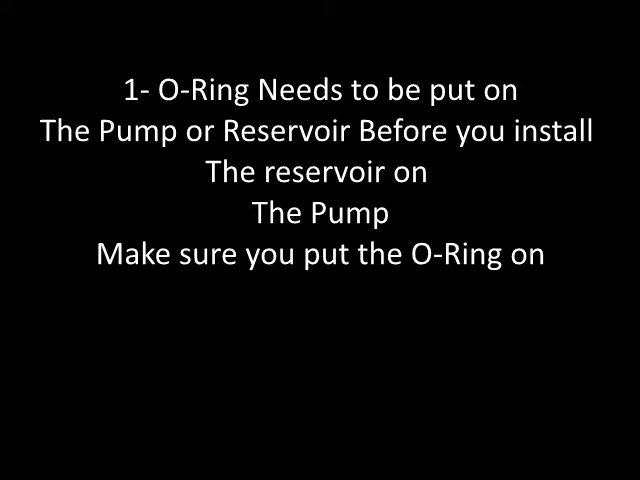 1- O-Ring Needs to be put on
The Pump or Reservoir Before you install
The reservoir on
The Pump
Make sure you put the O-Ring on